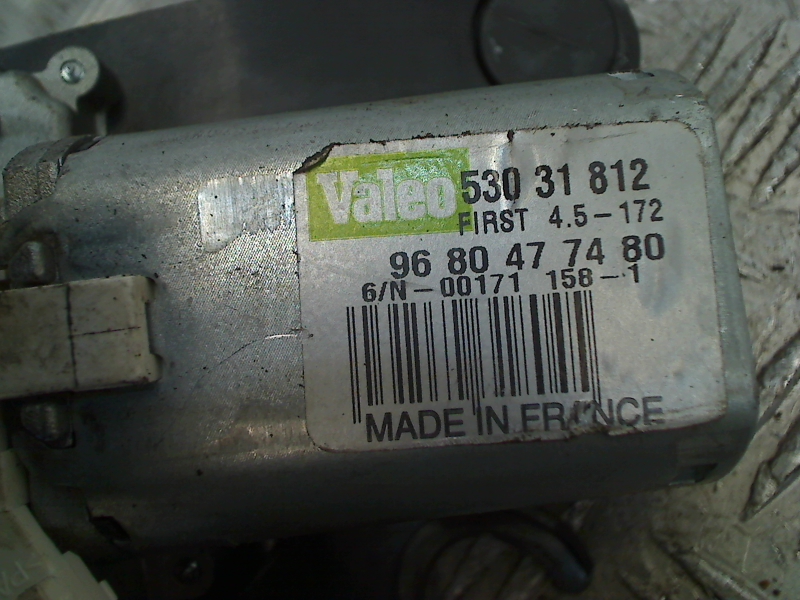 Valeo 530 31 812
FIRST 4.5-172
96 80 47 74 80
6/N-00171 158-1
MADE IN FRANCE